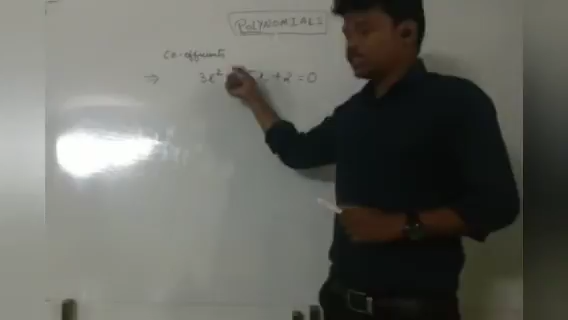 POLYNOMIALS
Co-efficients
⇒ 3x² x + 2 = 0